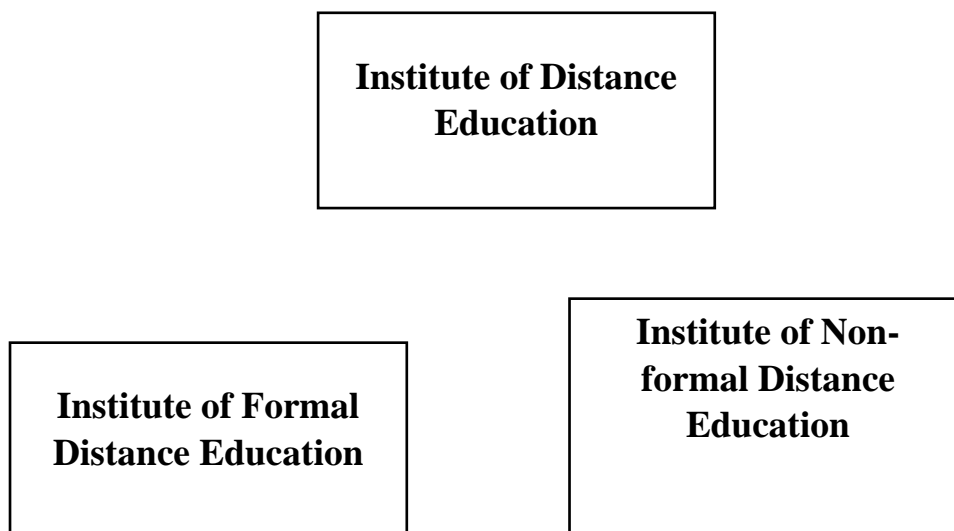 Institute of Distance
Education
Institute of Formal
Distance Education
Institute of Non-
formal Distance
Education